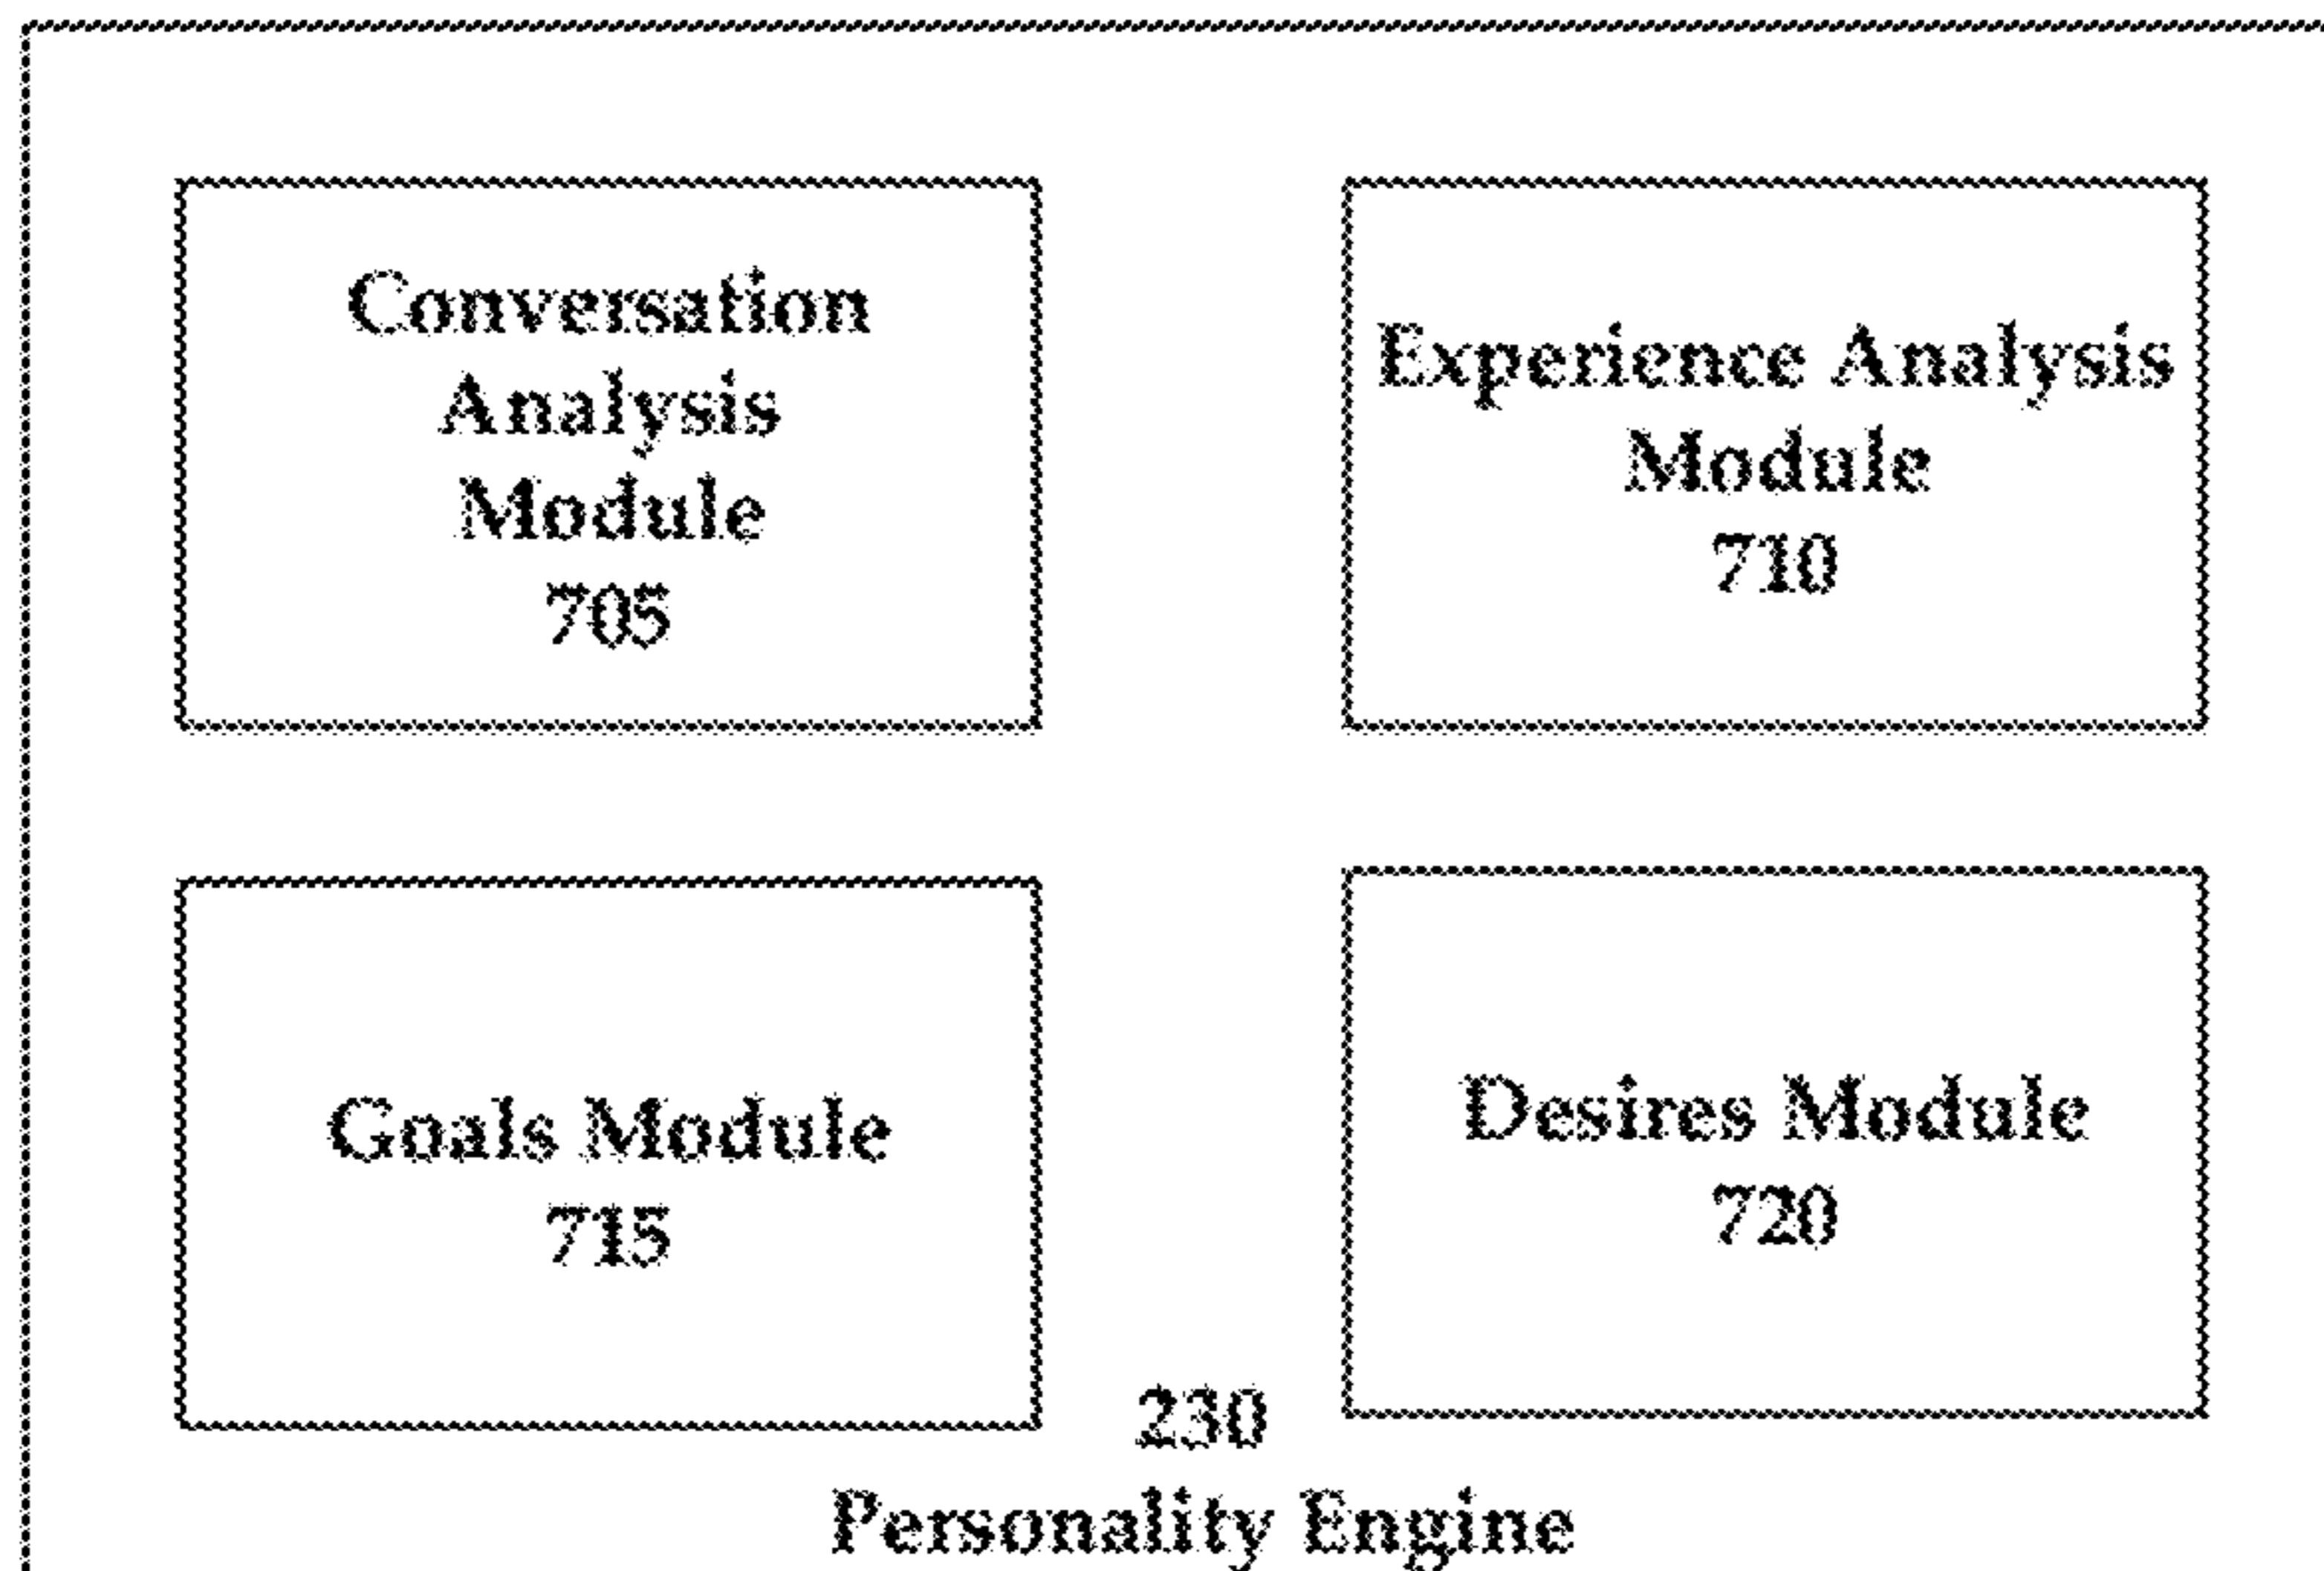 Conversation
Analysis
Module
705
Experience Analysis
Module
710
Goals Module
715
Desires Module
720
230
Personality Engine